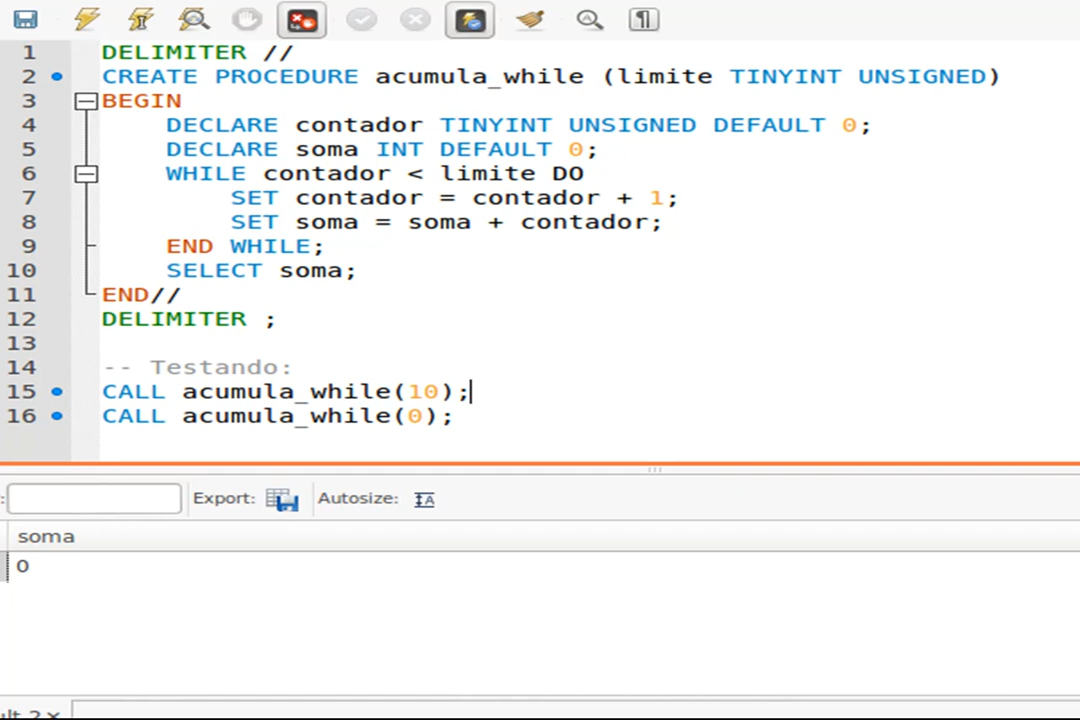 1 DELIMITER //
2 CREATE PROCEDURE acumula_while (limite TINYINT UNSIGNED)
3 BEGIN
4 DECLARE contador TINYINT UNSIGNED DEFAULT 0;
5 DECLARE soma INT DEFAULT 0;
6 WHILE contador < limite DO
7 SET contador = contador + 1;
8 SET soma = soma + contador;
9 END WHILE;
10 SELECT soma;
11 END//
12 DELIMITER ;
13
14 -- Testando:
15 CALL acumula_while(10);
16 CALL acumula_while(0);
: Export: Autosize:
soma
0